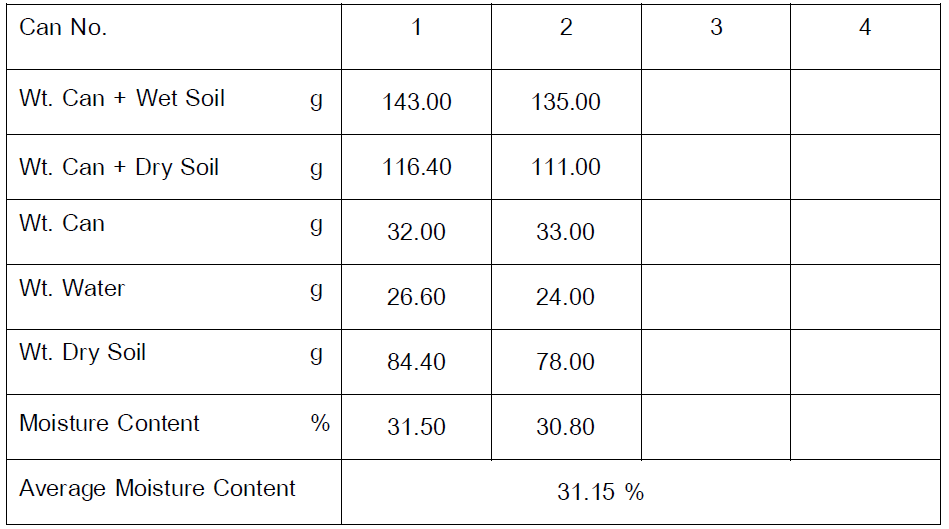 Can No. 1 2 3 4
Wt. Can + Wet Soil g 143.00 135.00
Wt. Can + Dry Soil g 116.40 111.00
Wt. Can g 32.00 33.00
Wt. Water g 26.60 24.00
Wt. Dry Soil g 84.40 78.00
Moisture Content % 31.50 30.80
Average Moisture Content 31.15 %